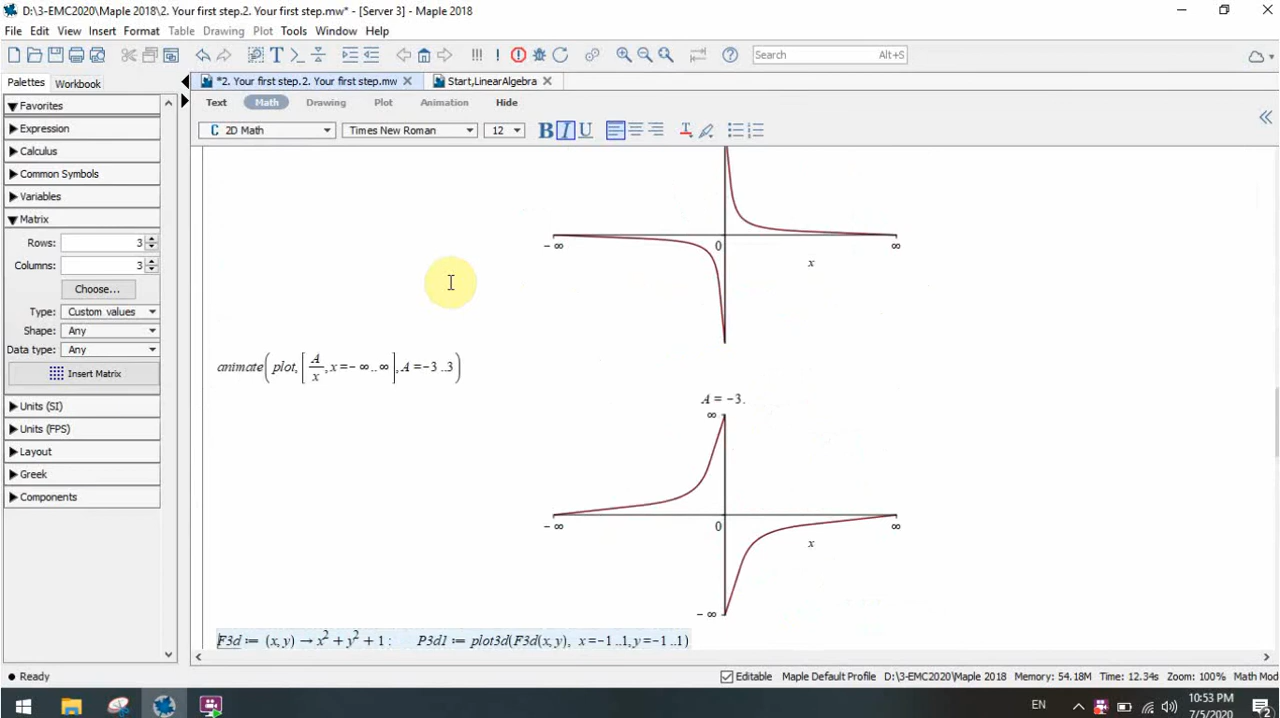 D:\3-EMC2020\Maple 2018\2. Your first step.2. Your first step.mw* - [Server 3] - Maple 2018
File Edit View Insert Format Table Drawing Plot Tools Window Help
Search Alt+S
Palettes Workbook
*2. Your first step.2. Your first step.mw Start,LinearAlgebra
Text Math Drawing Plot Animation Hide
C 2D Math Times New Roman 12 B I U
Favorites
Expression
Calculus
Common Symbols
Variables
Matrix
Rows: 3
Columns: 3
Choose...
Type: Custom values
Shape: Any
Data type: Any
Insert Matrix
Units (SI)
Units (FPS)
Layout
Greek
Components
− ∞ 0 ∞
x
animate(plot, [A/x, x = − ∞ .. ∞], A = −3 ..3)
A = −3.
∞
− ∞ 0 ∞
x
− ∞
F3d := (x, y) → x² + y² + 1 : P3d1 := plot3d(F3d(x, y), x = −1 ..1, y = −1 ..1)
Ready Editable Maple Default Profile D:\3-EMC2020\Maple 2018 Memory: 54.18M Time: 12.34s Zoom: 100% Math Mod
EN 10:53 PM
7/5/2020 2